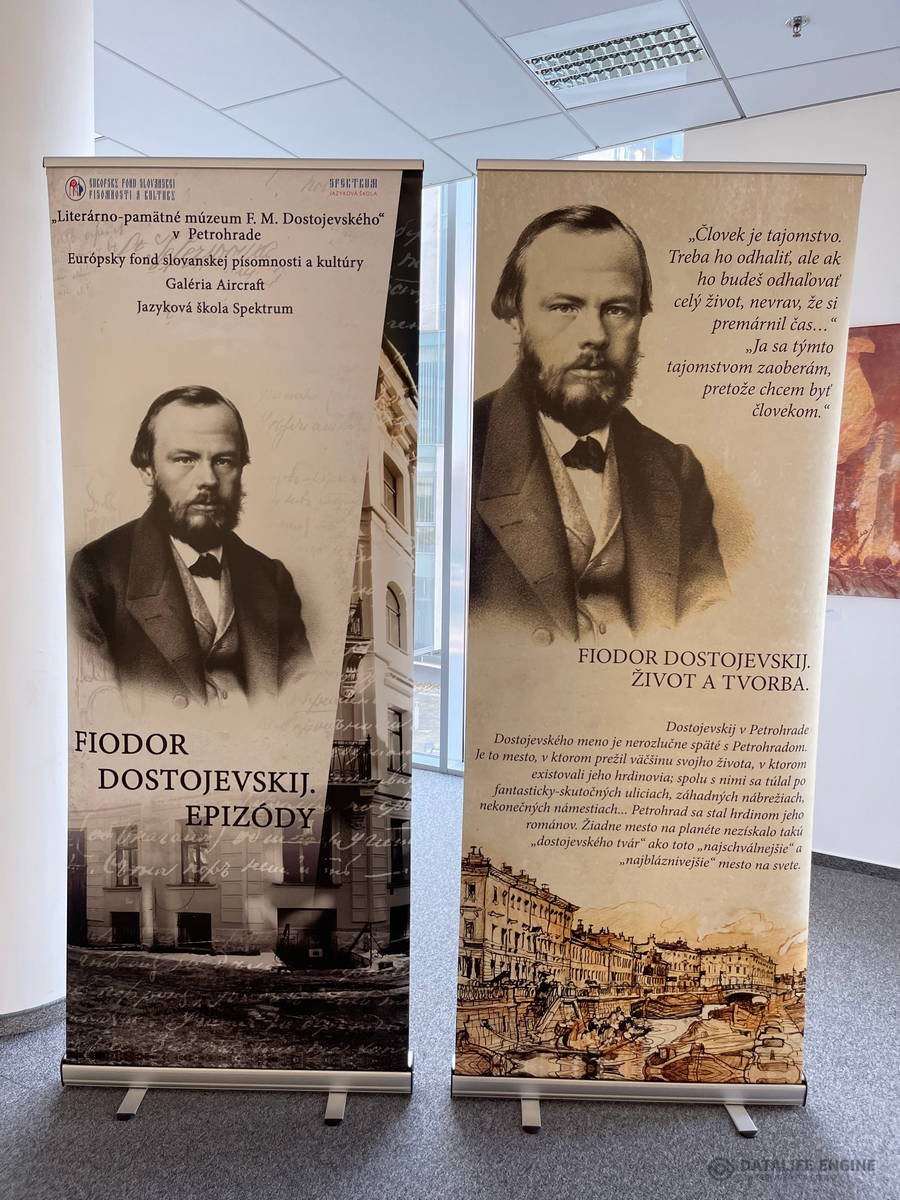 EURÓPSKY FOND SLOVANSKEJ
PÍSOMNOSTI A KULTÚRY
SPEKTRUM
JAZYKOVÁ ŠKOLA
„Literárno-pamätné múzeum F. M. Dostojevského“
v Petrohrade
Európsky fond slovanskej písomnosti a kultúry
Galéria Aircraft
Jazyková škola Spektrum
FIODOR
DOSTOJEVSKIJ.
EPIZÓDY
„Človek je tajomstvo.
Treba ho odhaliť, ale ak
ho budeš odhaľovať
celý život, nevrav, že si
premárnil čas…“
„Ja sa týmto
tajomstvom zaoberám,
pretože chcem byť
človekom.“
FIODOR DOSTOJEVSKIJ.
ŽIVOT A TVORBA.
Dostojevskij v Petrohrade
Dostojevského meno je nerozlučne späté s Petrohradom.
Je to mesto, v ktorom prežil väčšinu svojho života, v ktorom
existovali jeho hrdinovia; spolu s nimi sa túlal po
fantasticky-skutočných uliciach, záhadných nábrežiach,
nekonečných námestiach... Petrohrad sa stal hrdinom jeho
románov. Žiadne mesto na planéte nezískalo takú
„dostojevského tvár“ ako toto „najschválnejšie“ a
„najbláznivejšie“ mesto na svete.
DATALIFE ENGINE